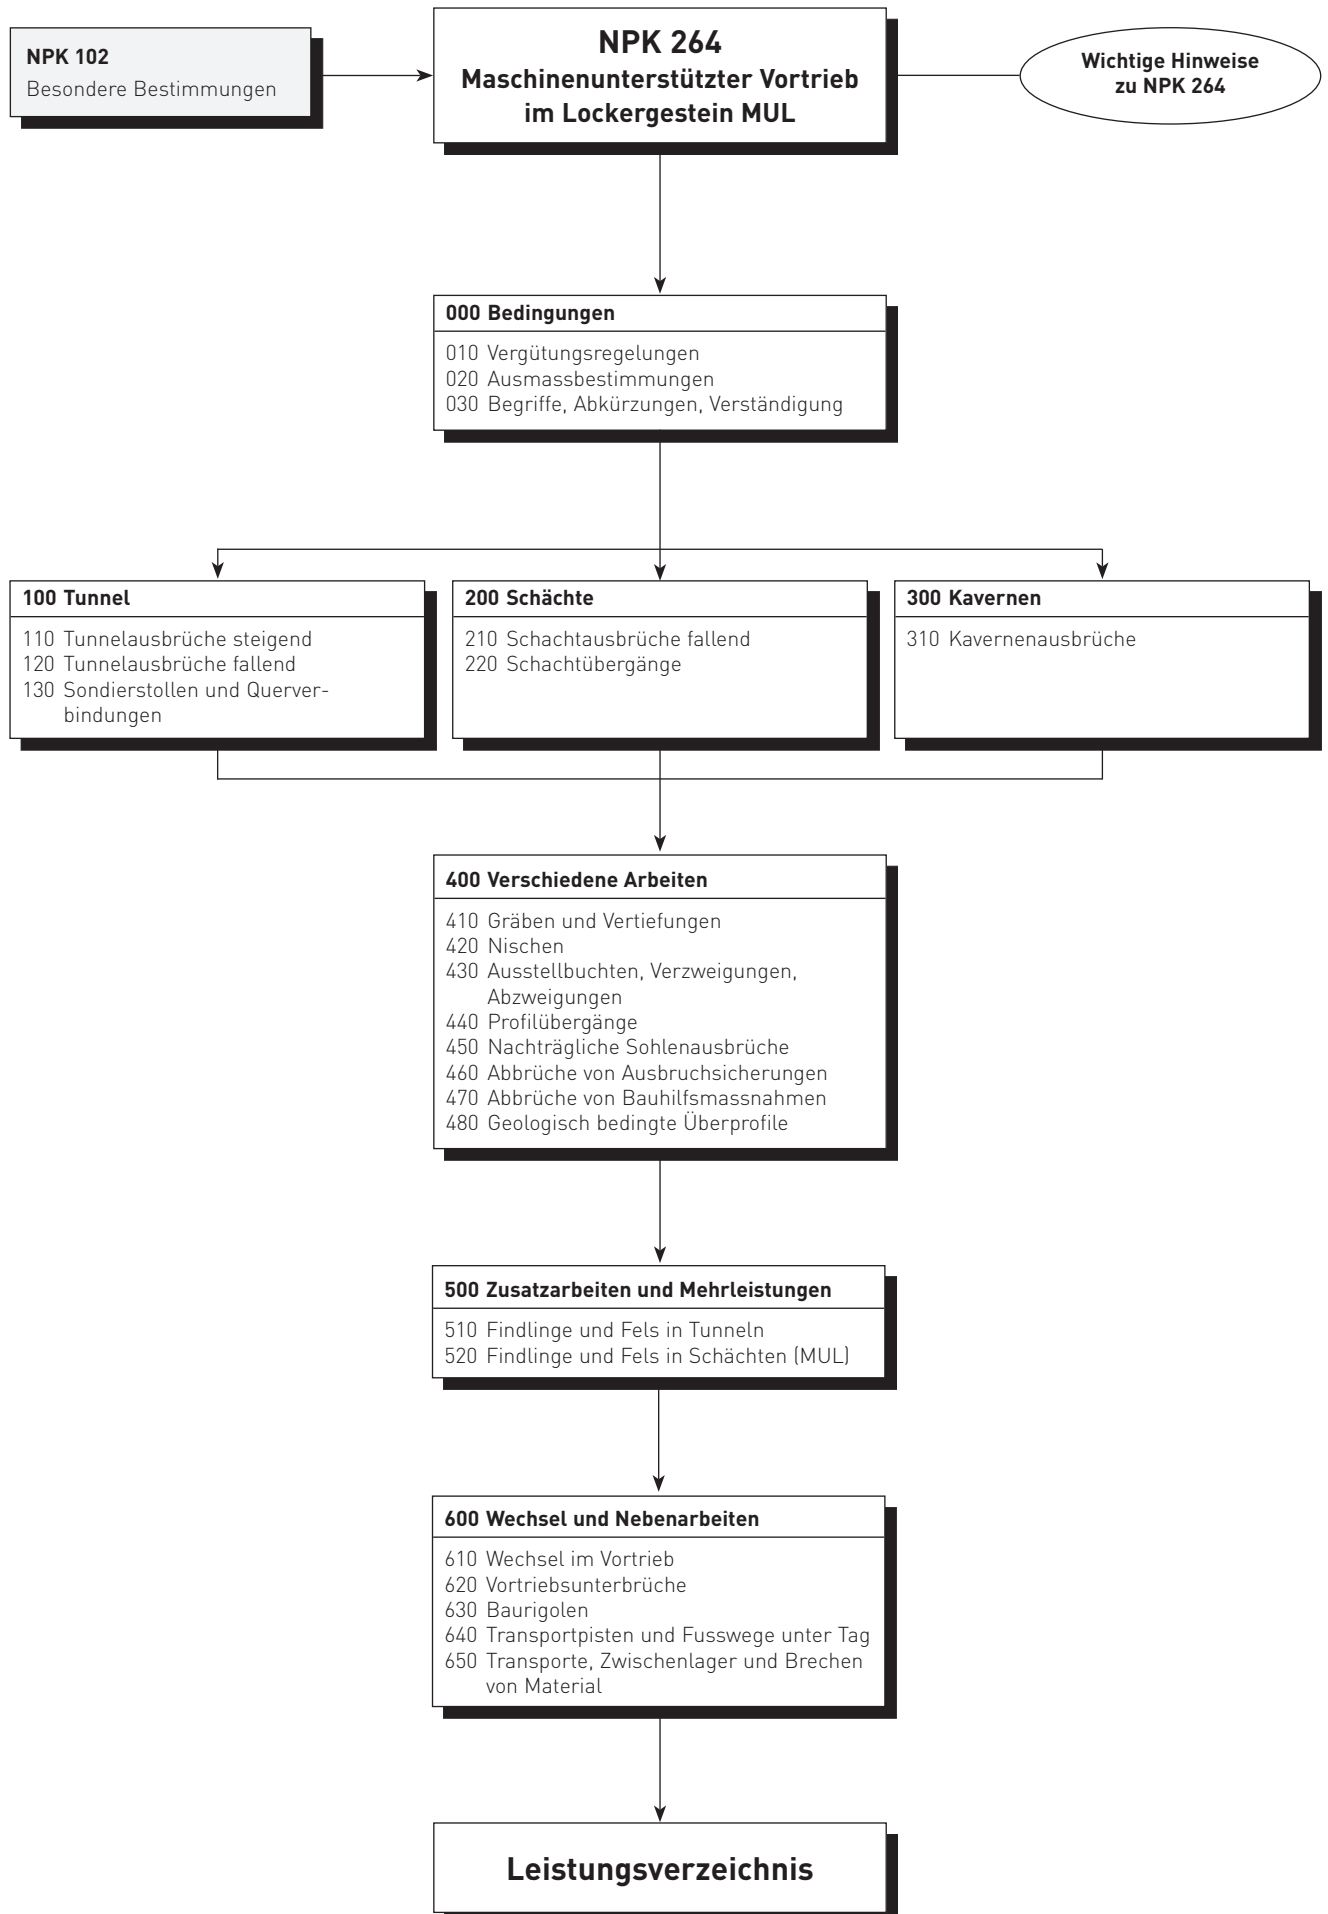 NPK 102
Besondere Bestimmungen
NPK 264
Maschinenunterstützter Vortrieb
im Lockergestein MUL
Wichtige Hinweise
zu NPK 264
000 Bedingungen
010 Vergütungsregelungen
020 Ausmassbestimmungen
030 Begriffe, Abkürzungen, Verständigung
100 Tunnel
110 Tunnelausbrüche steigend
120 Tunnelausbrüche fallend
130 Sondierstollen und Querver-
bindungen
200 Schächte
210 Schachtausbrüche fallend
220 Schachtübergänge
300 Kavernen
310 Kavernenausbrüche
400 Verschiedene Arbeiten
410 Gräben und Vertiefungen
420 Nischen
430 Ausstellbuchten, Verzweigungen,
Abzweigungen
440 Profilübergänge
450 Nachträgliche Sohlenausbrüche
460 Abbrüche von Ausbruchsicherungen
470 Abbrüche von Bauhilfsmassnahmen
480 Geologisch bedingte Überprofile
500 Zusatzarbeiten und Mehrleistungen
510 Findlinge und Fels in Tunneln
520 Findlinge und Fels in Schächten (MUL)
600 Wechsel und Nebenarbeiten
610 Wechsel im Vortrieb
620 Vortriebsunterbrüche
630 Baurigolen
640 Transportpisten und Fusswege unter Tag
650 Transporte, Zwischenlager und Brechen
von Material
Leistungsverzeichnis